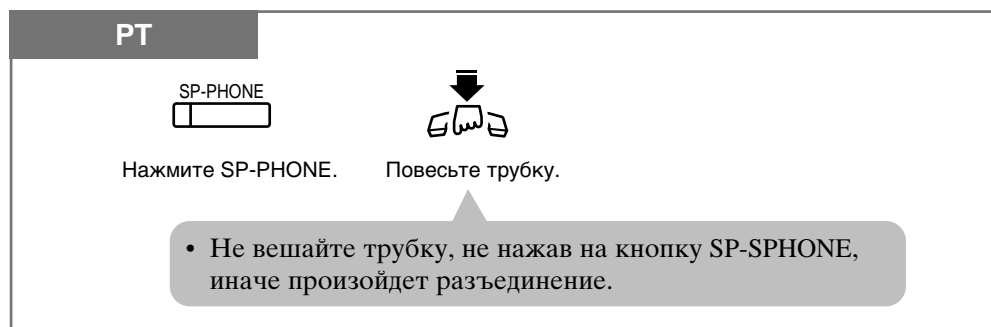 PT
SP-PHONE
Нажмите SP-PHONE.
Повесьте трубку.
• Не вешайте трубку, не нажав на кнопку SP-SPHONE,
иначе произойдет разъединение.